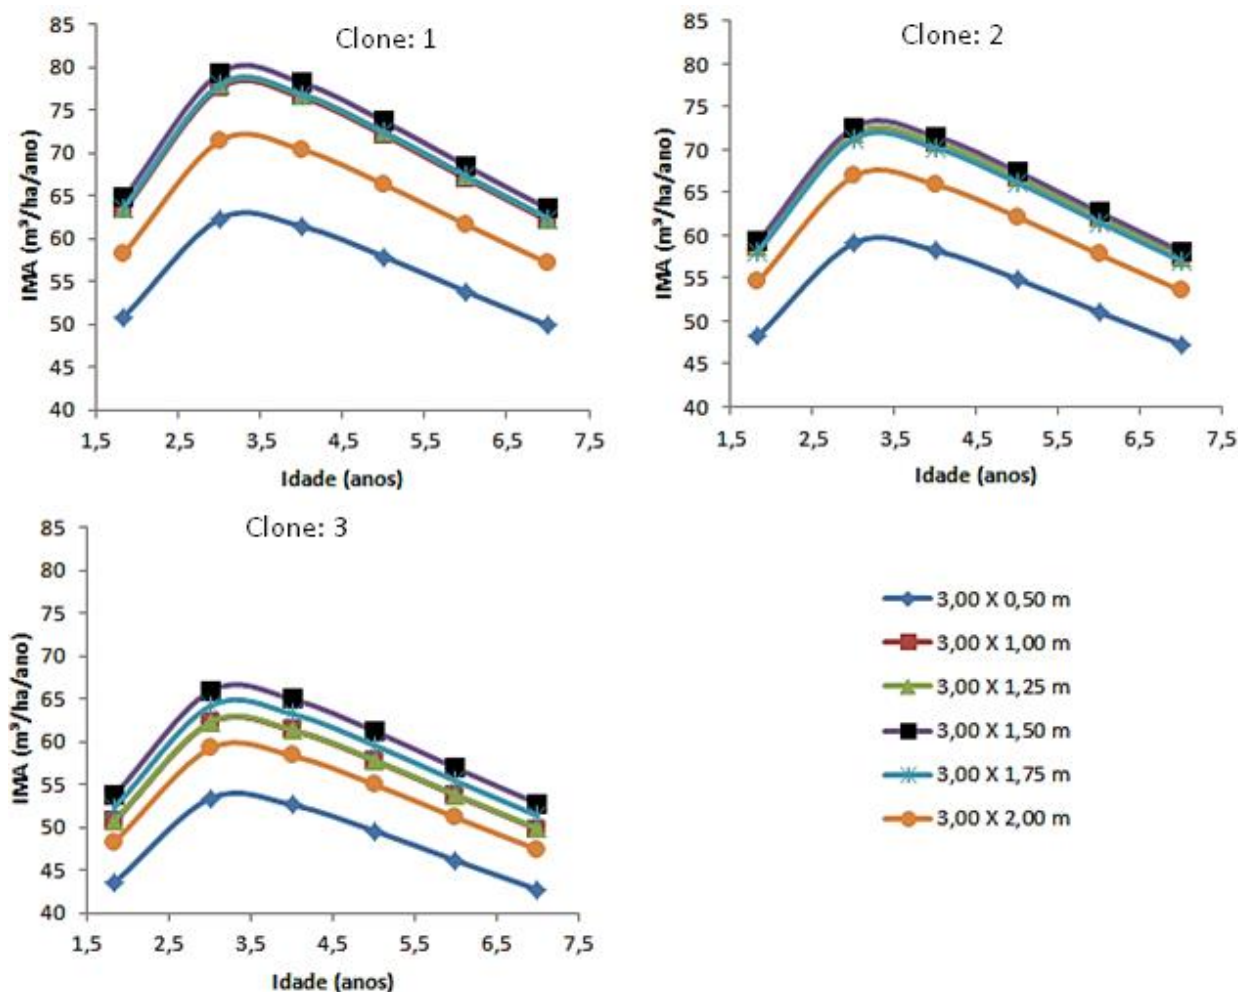 Clone: 1
IMA (m³/ha/ano)
85
80
75
70
65
60
55
50
45
40
1,5 2,5 3,5 4,5 5,5 6,5 7,5
Idade (anos)
Clone: 2
IMA (m³/ha/ano)
85
80
75
70
65
60
55
50
45
40
1,5 2,5 3,5 4,5 5,5 6,5 7,5
Idade (anos)
Clone: 3
IMA (m³/ha/ano)
85
80
75
70
65
60
55
50
45
40
1,5 2,5 3,5 4,5 5,5 6,5 7,5
Idade (anos)
3,00 X 0,50 m
3,00 X 1,00 m
3,00 X 1,25 m
3,00 X 1,50 m
3,00 X 1,75 m
3,00 X 2,00 m